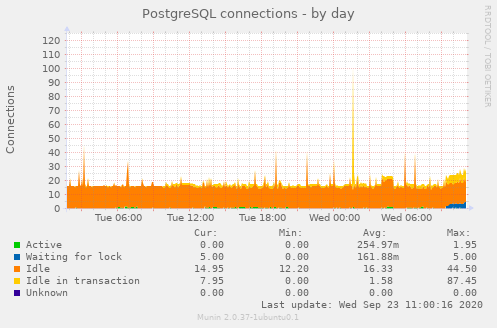 PostgreSQL connections - by day
RRDTOOL / TOBI OETIKER
Connections
120
110
100
90
80
70
60
50
40
30
20
10
0
Tue 06:00 Tue 12:00 Tue 18:00 Wed 00:00 Wed 06:00
Cur: Min: Avg: Max:
Active 0.00 0.00 254.97m 1.95
Waiting for lock 5.00 0.00 161.88m 5.00
Idle 14.95 12.20 16.33 44.50
Idle in transaction 7.95 0.00 1.58 87.45
Unknown 0.00 0.00 0.00 0.00
Last update: Wed Sep 23 11:00:16 2020
Munin 2.0.37-1ubuntu0.1